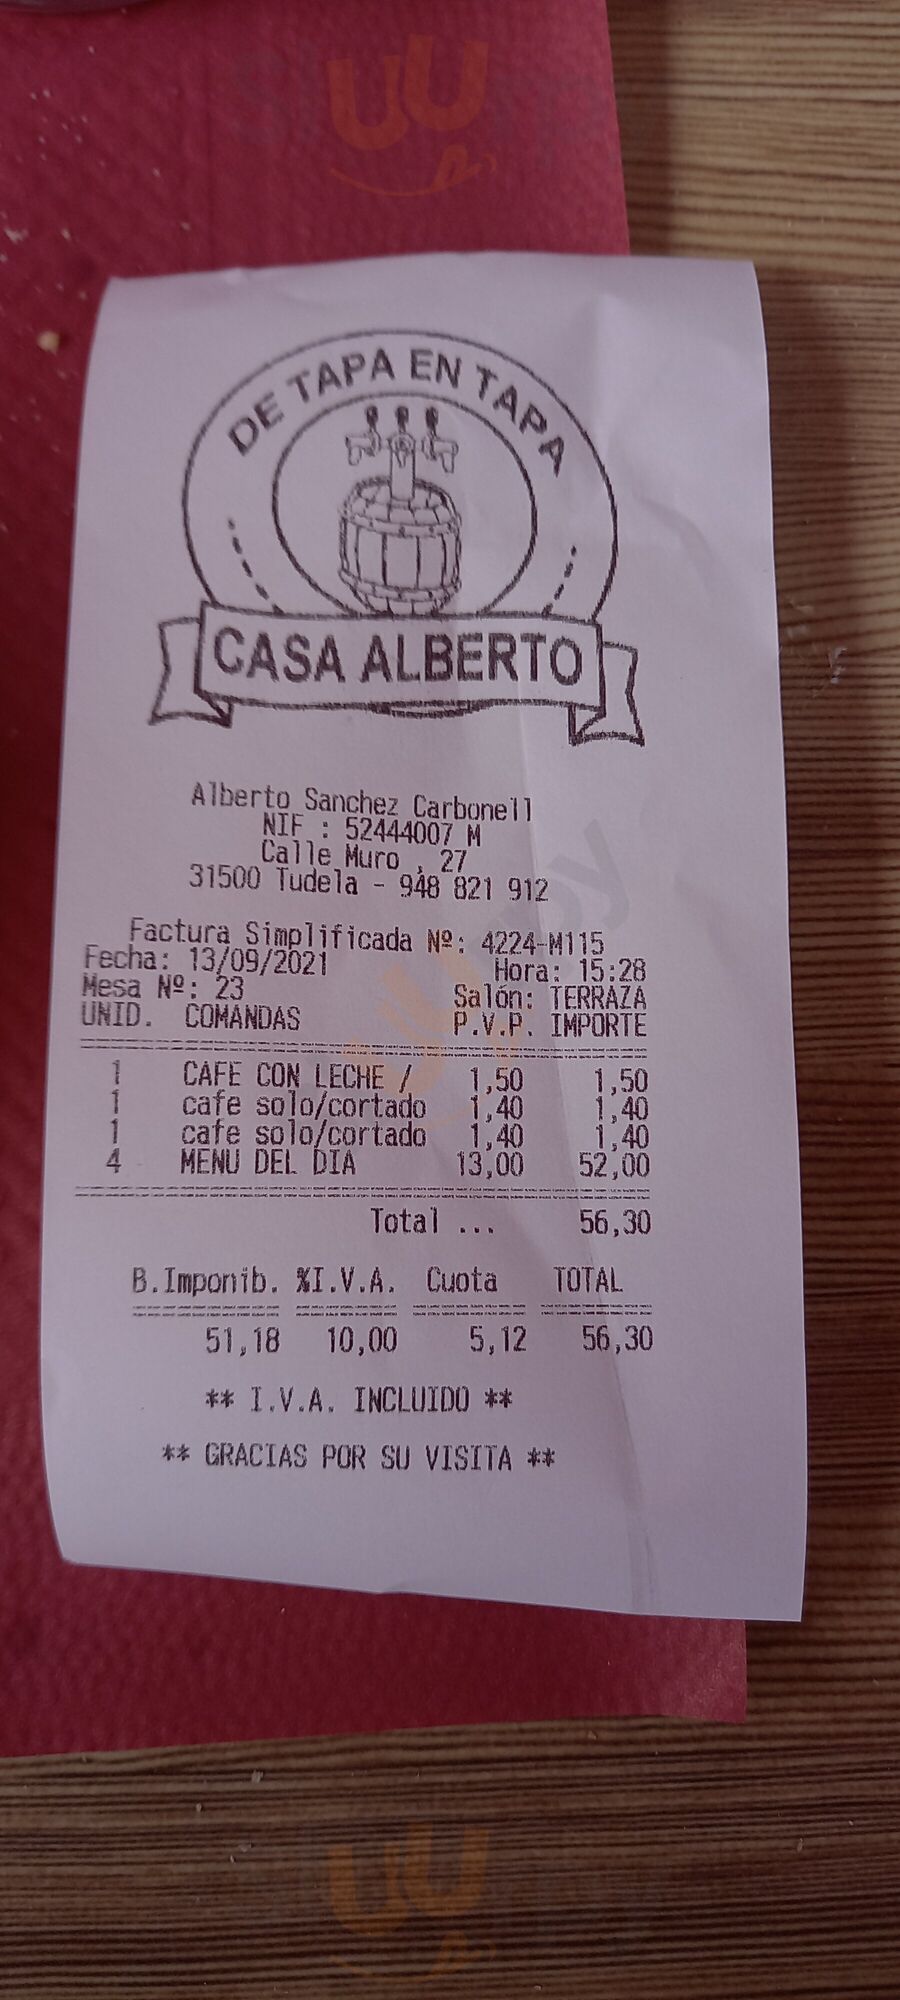 DE TAPA EN TAPA
CASA ALBERTO
Alberto Sanchez Carbonell
NIF : 52444007 M
Calle Muro , 27
31500 Tudela - 948 821 912
Factura Simplificada Nº: 4224-M115
Fecha: 13/09/2021 Hora: 15:28
Mesa Nº: 23 Salón: TERRAZA
UNID. COMANDAS P.V.P. IMPORTE
1 CAFE CON LECHE / 1,50 1,50
1 cafe solo/cortado 1,40 1,40
1 cafe solo/cortado 1,40 1,40
4 MENU DEL DIA 13,00 52,00
Total ... 56,30
B.Imponib. %I.V.A. Cuota TOTAL
51,18 10,00 5,12 56,30
** I.V.A. INCLUIDO **
** GRACIAS POR SU VISITA **